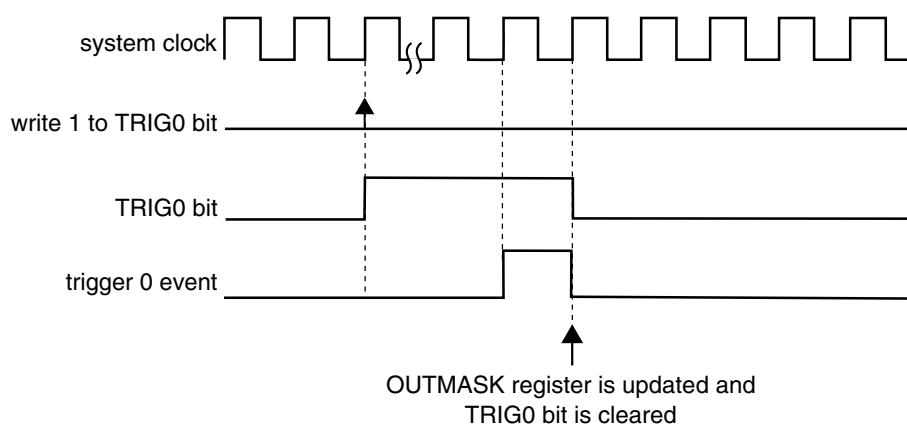 system clock
write 1 to TRIG0 bit
TRIG0 bit
trigger 0 event
OUTMASK register is updated and
TRIG0 bit is cleared